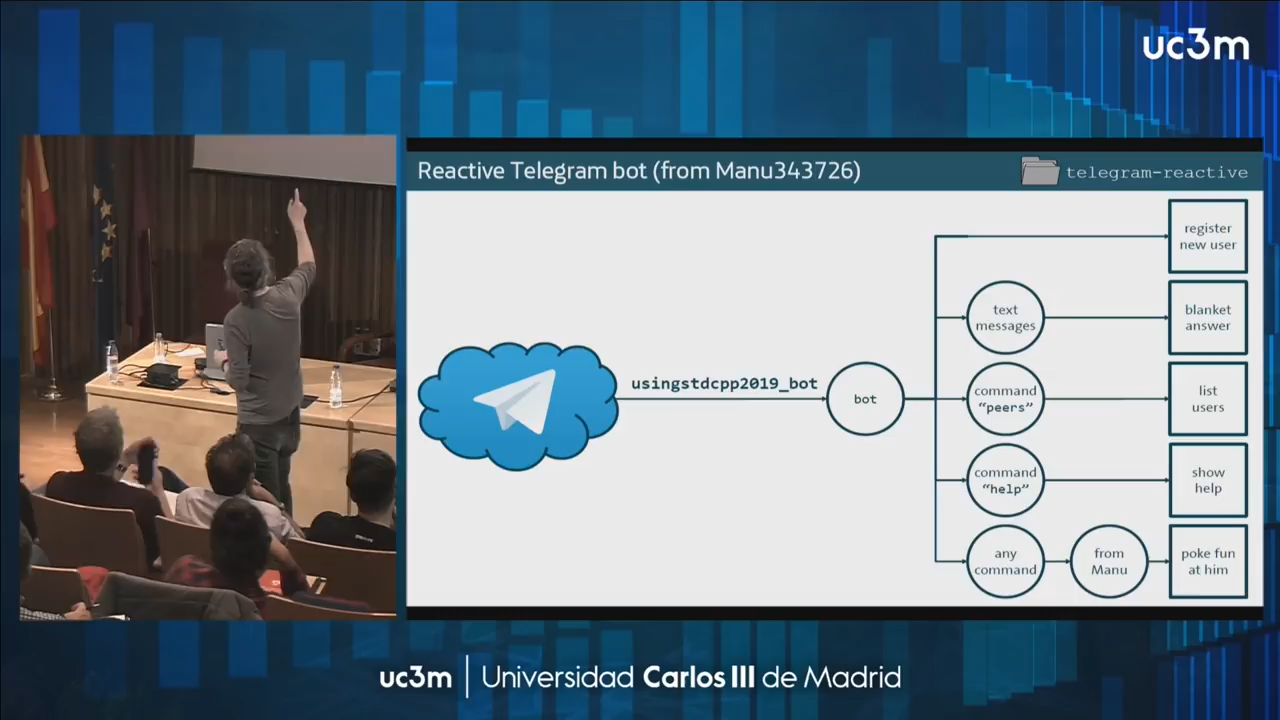 uc3m
Reactive Telegram bot (from Manu343726)
telegram-reactive
register
new user
text
messages
blanket
answer
usingstdcpp2019_bot
bot
command
"peers"
list
users
command
"help"
show
help
any
command
from
Manu
poke fun
at him
uc3m | Universidad Carlos III de Madrid